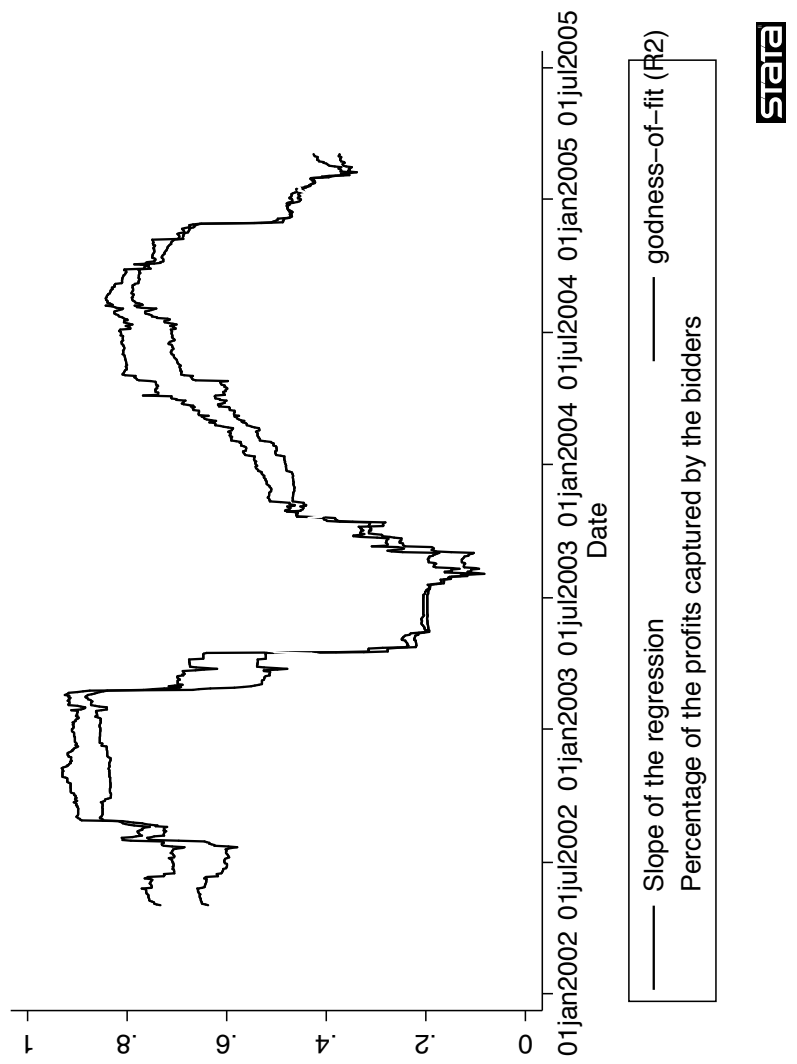 1
.8
.6
.4
.2
0
01jan2002 01jul2002 01jan2003 01jul2003 01jan2004 01jul2004 01jan2005 01jul2005
Date
Slope of the regression godness-of-fit (R2)
Percentage of the profits captured by the bidders
STATA